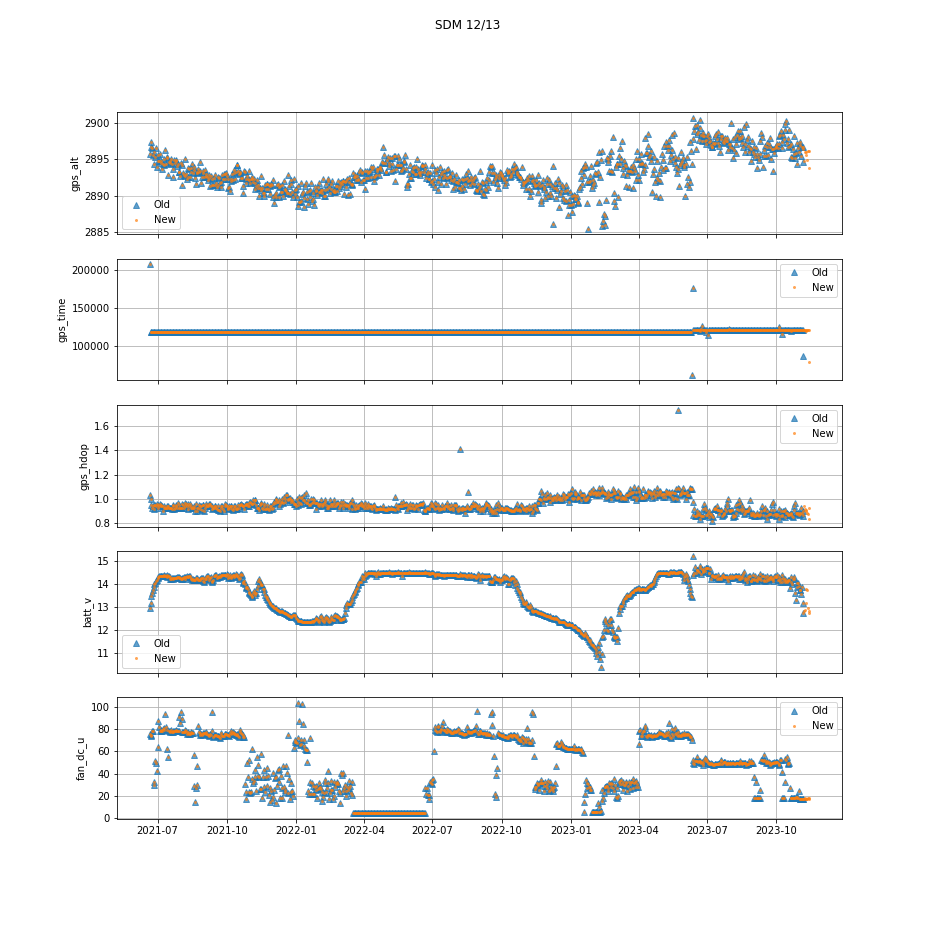 SDM 12/13
2900
2895
2890
2885
gps_alt
Old
New
200000
150000
100000
gps_time
Old
New
1.6
1.4
1.2
1.0
0.8
gps_hdop
Old
New
15
14
13
12
11
batt_v
Old
New
100
80
60
40
20
0
fan_dc_u
Old
New
2021-07 2021-10 2022-01 2022-04 2022-07 2022-10 2023-01 2023-04 2023-07 2023-10